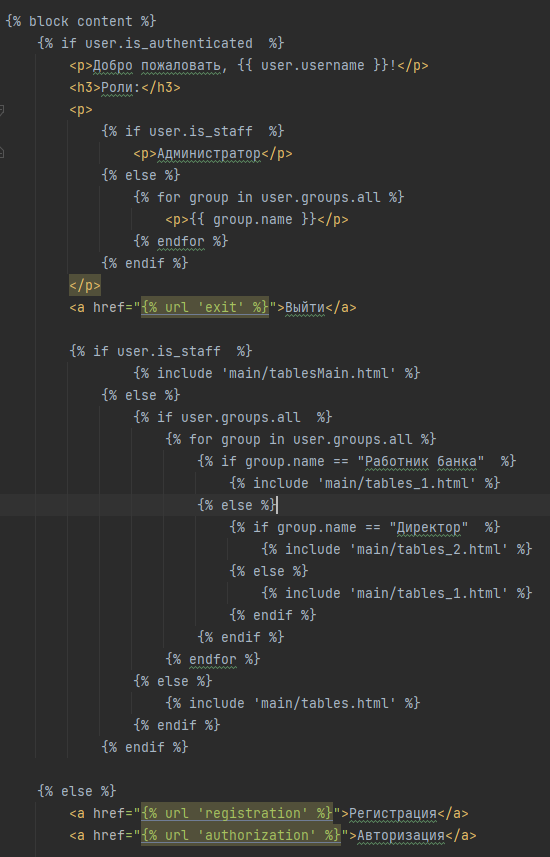 {% block content %}
{% if user.is_authenticated  %}
<p>Добро пожаловать, {{ user.username }}!</p>
<h3>Роли:</h3>
<p>
{% if user.is_staff  %}
<p>Администратор</p>
{% else %}
{% for group in user.groups.all %}
<p>{{ group.name }}</p>
{% endfor %}
{% endif %}
</p>
<a href="{% url 'exit' %}">Выйти</a>
{% if user.is_staff  %}
{% include 'main/tablesMain.html' %}
{% else %}
{% if user.groups.all  %}
{% for group in user.groups.all %}
{% if group.name == "Работник банка"  %}
{% include 'main/tables_1.html' %}
{% else %}
{% if group.name == "Директор"  %}
{% include 'main/tables_2.html' %}
{% else %}
{% include 'main/tables_1.html' %}
{% endif %}
{% endif %}
{% endfor %}
{% else %}
{% include 'main/tables.html' %}
{% endif %}
{% endif %}
{% else %}
<a href="{% url 'registration' %}">Регистрация</a>
<a href="{% url 'authorization' %}">Авторизация</a>